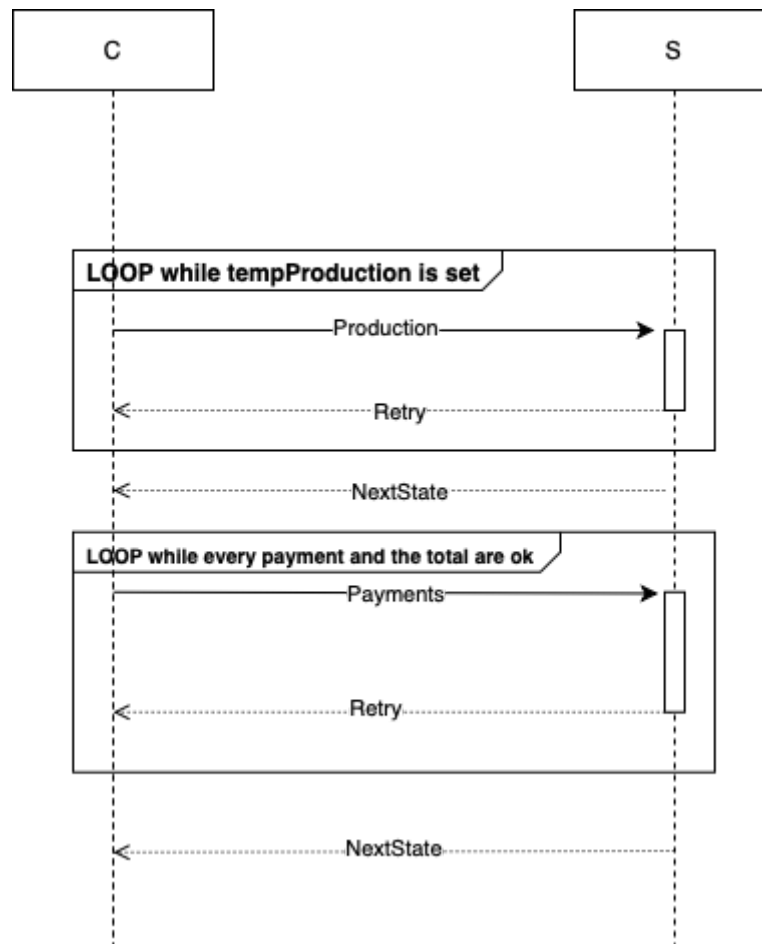 C
S
LOOP while tempProduction is set
Production
Retry
NextState
LOOP while every payment and the total are ok
Payments
Retry
NextState